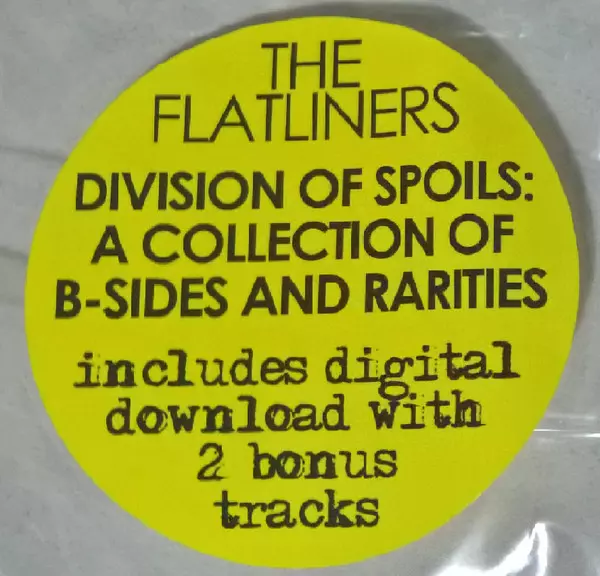 THE
FLATLINERS
DIVISION OF SPOILS:
A COLLECTION OF
B-SIDES AND RARITIES
includes digital
download with
2 bonus
tracks